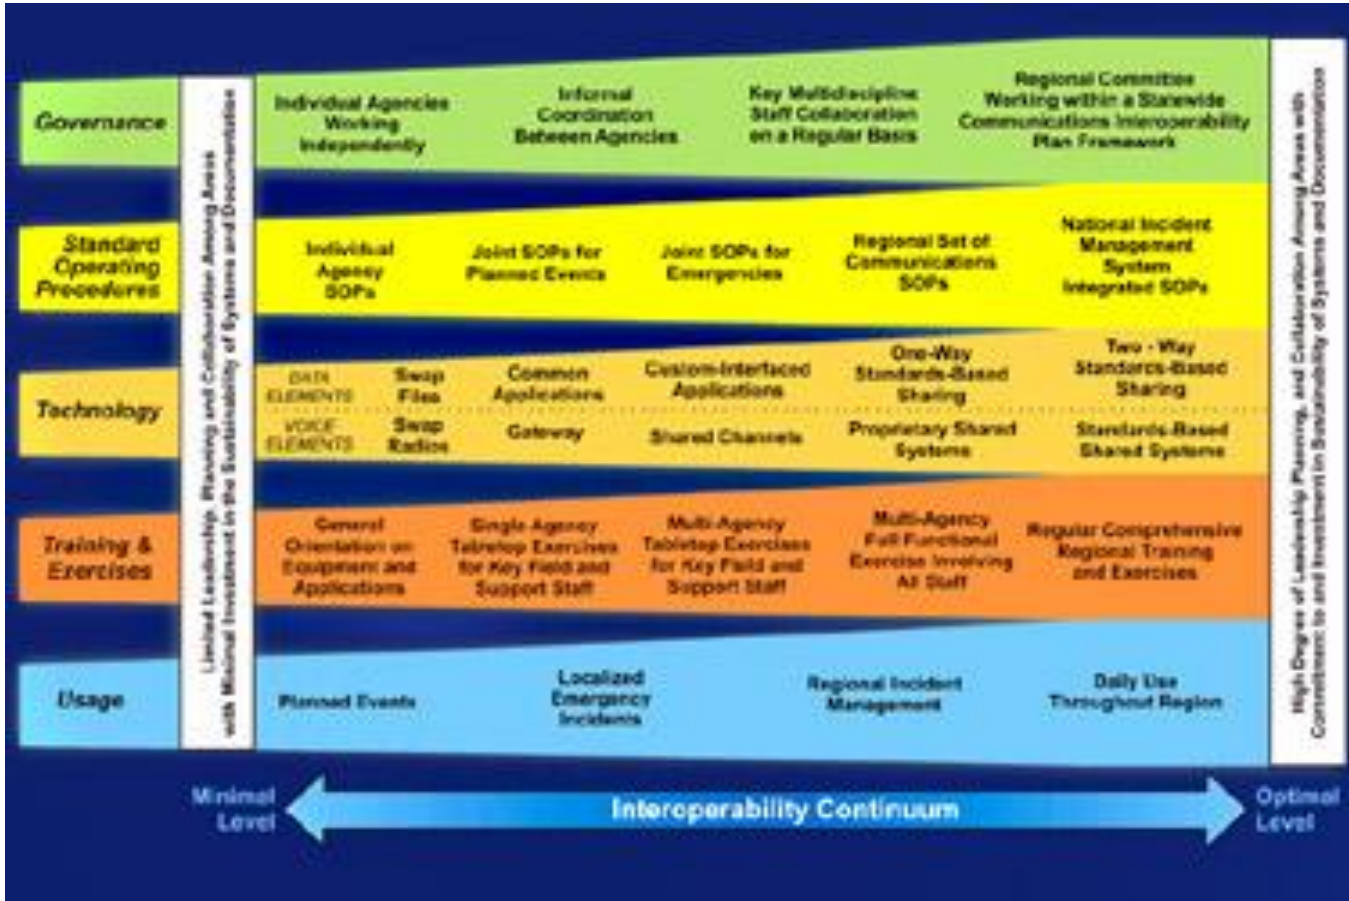 Governance
Individual Agencies
Working
Independently
Informal
Coordination
Between Agencies
Key Multidiscipline
Staff Collaboration
on a Regular Basis
Regional Committee
Working within a Statewide
Communications Interoperability
Plan Framework
Standard
Operating
Procedures
Individual
Agency
SOPs
Joint SOPs for
Planned Events
Joint SOPs for
Emergencies
Regional Set of
Communications
SOPs
National Incident
Management
System
Integrated SOPs
Technology
DATA
ELEMENTS
Swap
Files
Common
Applications
Custom-Interfaced
Applications
One-Way
Standards-Based
Sharing
Two - Way
Standards-Based
Sharing
VOICE
ELEMENTS
Swap
Radios
Gateway
Shared Channels
Proprietary Shared
Systems
Standards-Based
Shared Systems
Training &
Exercises
General
Orientation on
Equipment and
Applications
Single Agency
Tabletop Exercises
for Key Field and
Support Staff
Multi-Agency
Tabletop Exercises
for Key Field and
Support Staff
Multi-Agency
Full Functional
Exercise Involving
All Staff
Regular Comprehensive
Regional Training
and Exercises
Usage
Planned Events
Localized
Emergency
Incidents
Regional Incident
Management
Daily Use
Throughout Region
Limited Leadership, Planning and Collaboration Among Areas
with Minimal Investment in the Sustainability of Systems and Documentation
High Degree of Leadership, Planning, and Collaboration Among Areas with
Commitment to and Investment in Sustainability of Systems and Documentation
Minimal
Level
Interoperability Continuum
Optimal
Level